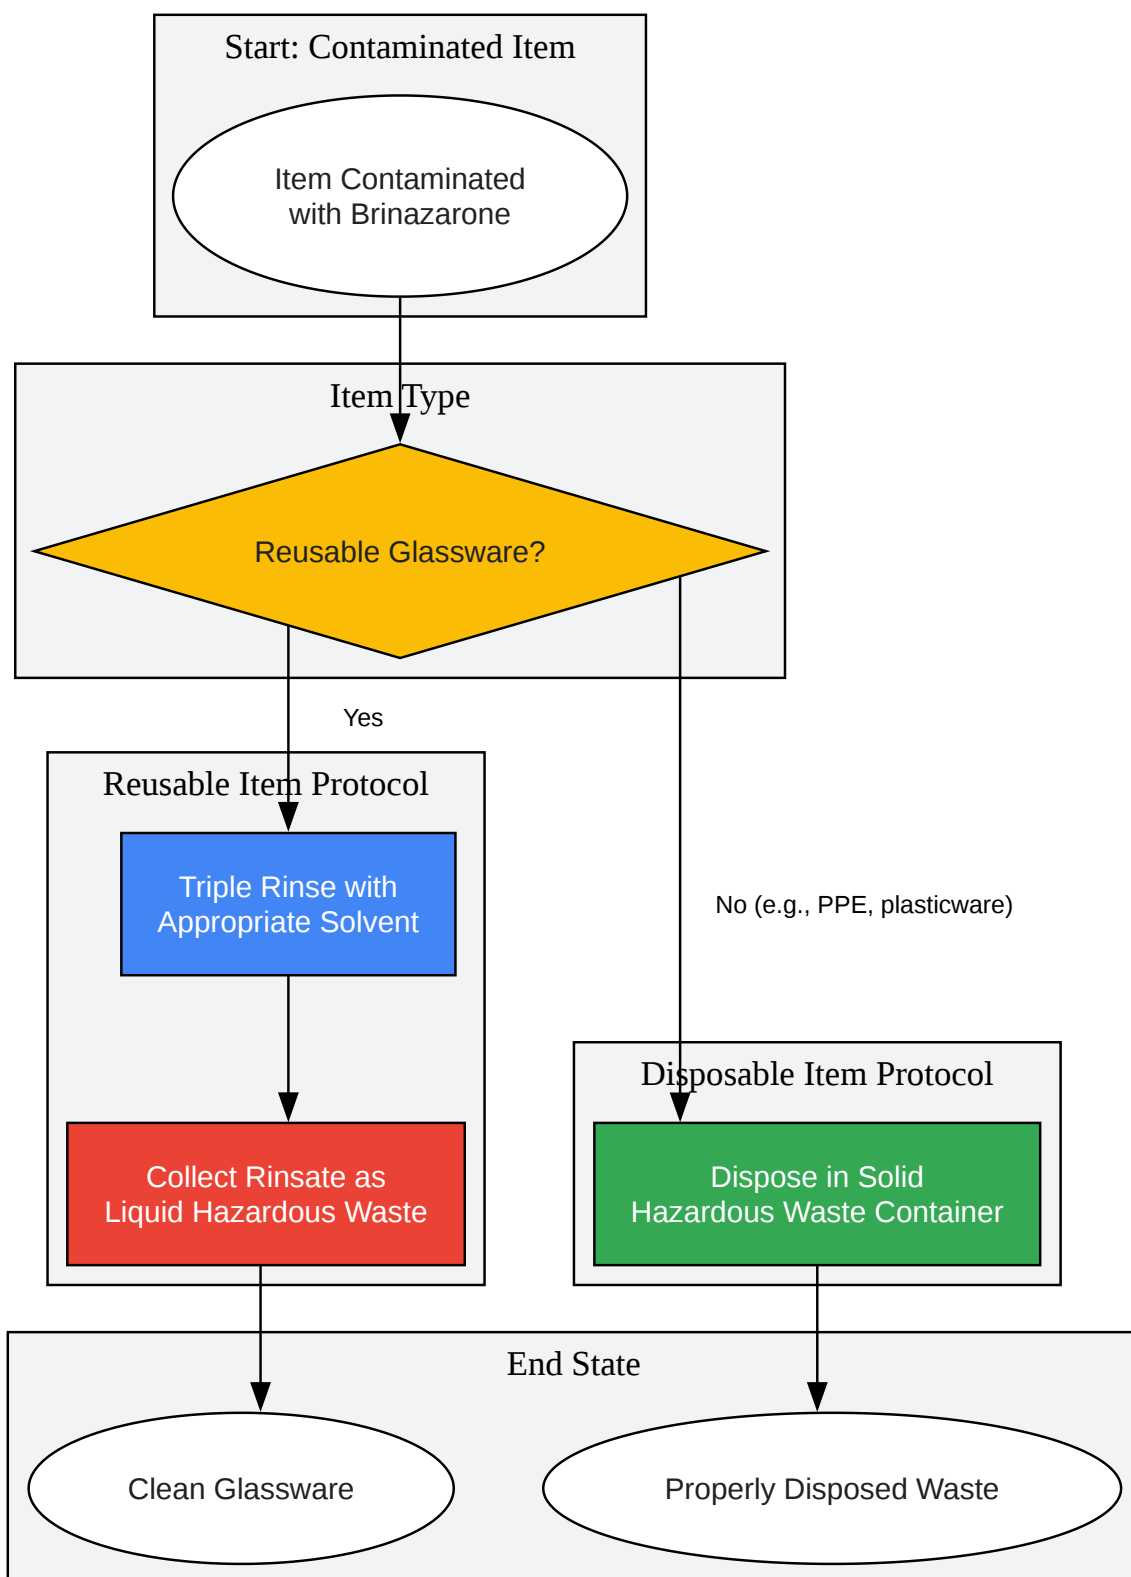 Start: Contaminated Item
Item Contaminated
with Brinazarone
Item Type
Reusable Glassware?
Yes
Reusable Item Protocol
Triple Rinse with
Appropriate Solvent
No (e.g., PPE, plasticware)
Disposable Item Protocol
Collect Rinsate as
Liquid Hazardous Waste
Dispose in Solid
Hazardous Waste Container
End State
Clean Glassware
Properly Disposed Waste